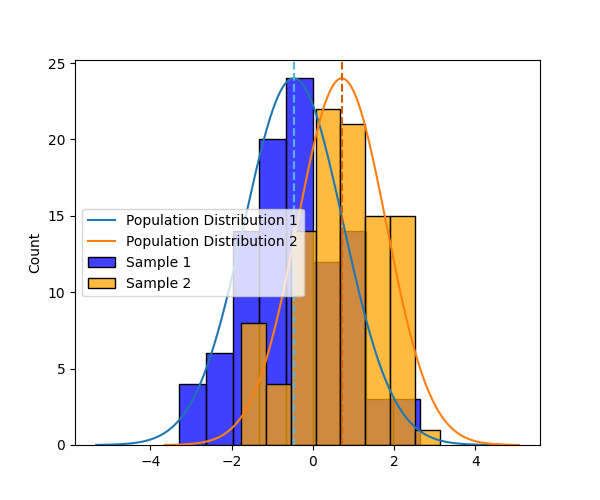 25
20
15
10
5
0
Count
Population Distribution 1
Population Distribution 2
Sample 1
Sample 2
−4
−2
0
2
4